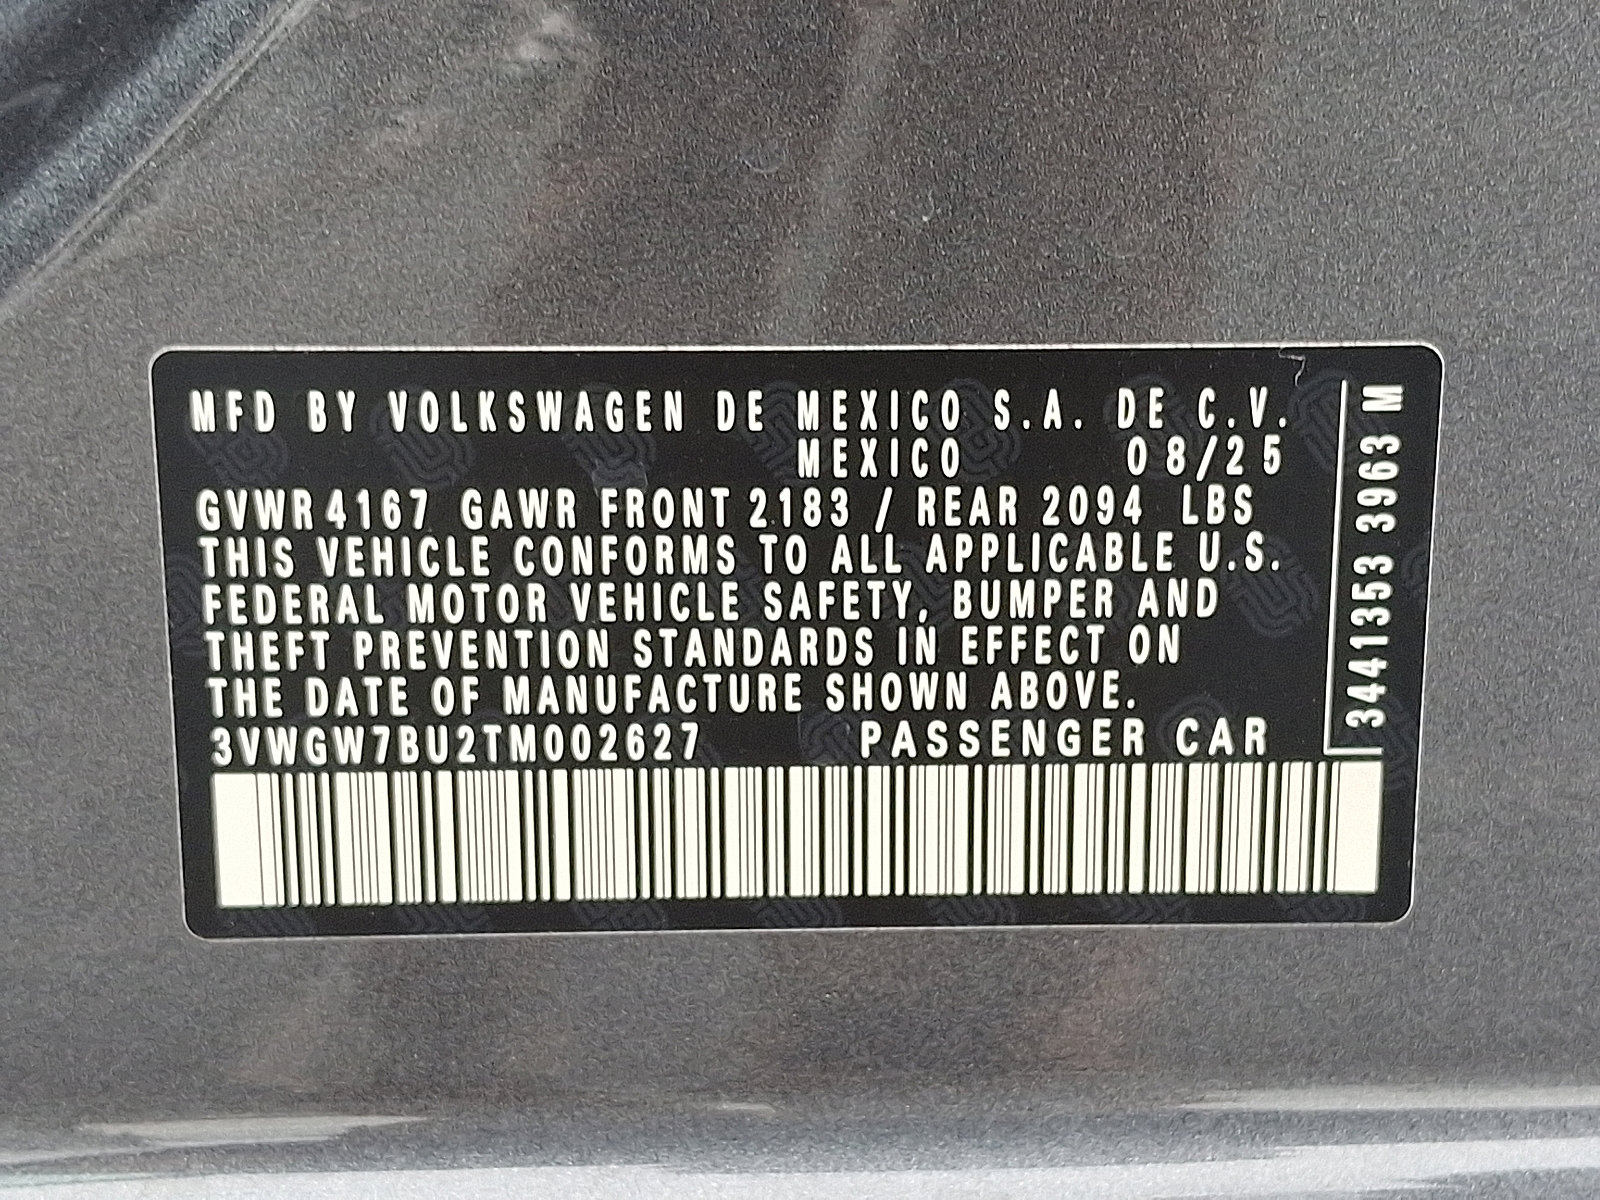 MFD BY VOLKSWAGEN DE MEXICO S.A. DE C.V.
MEXICO 08/25
GVWR 4167 GAWR FRONT 2183 / REAR 2094 LBS
THIS VEHICLE CONFORMS TO ALL APPLICABLE U.S.
FEDERAL MOTOR VEHICLE SAFETY, BUMPER AND
THEFT PREVENTION STANDARDS IN EFFECT ON
THE DATE OF MANUFACTURE SHOWN ABOVE.
3VWGW7BU2TM002627 PASSENGER CAR
3441353 3963 M